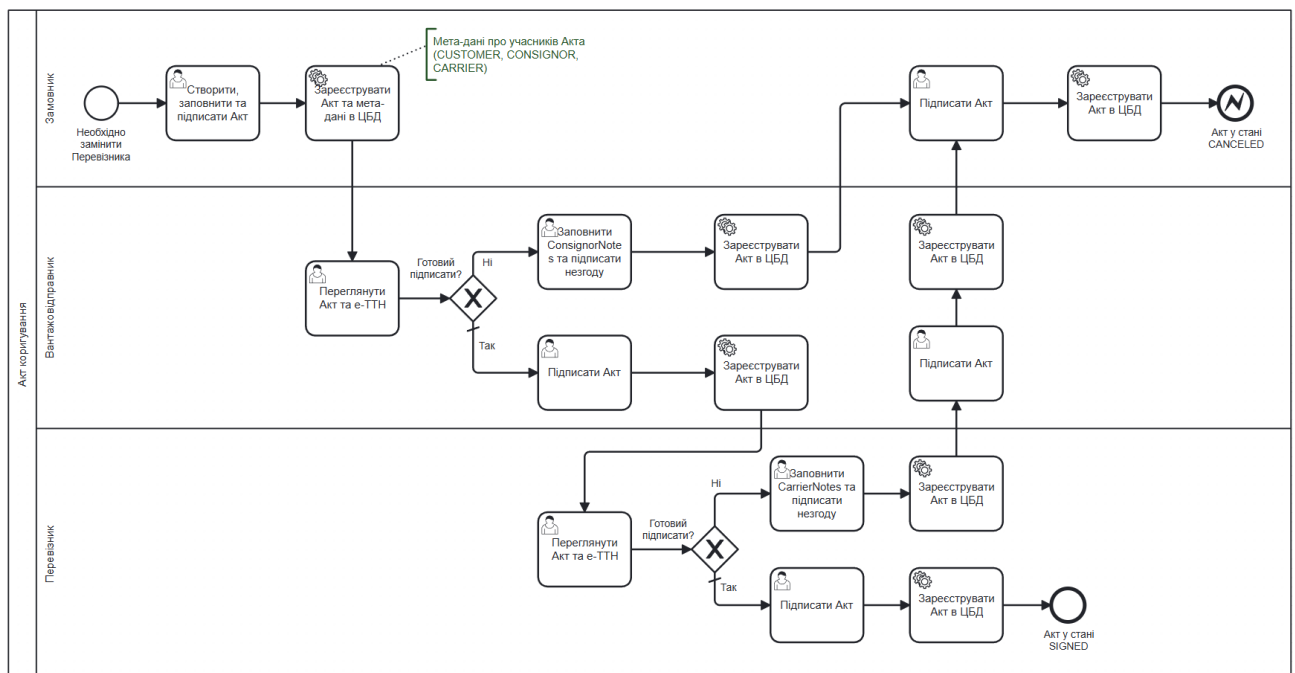 Акт коригування
Замовник
Необхідно
замінити
Перевізника
Створити,
заповнити та
підписати Акт
Зареєструвати
Акт та мета-
дані в ЦБД
Мета-дані про учасників Акта
(CUSTOMER, CONSIGNOR,
CARRIER)
Підписати Акт
Зареєструвати
Акт в ЦБД
Акт у стані
CANCELED
Вантажовідправник
Переглянути
Акт та е-ТТН
Готовий
підписати?
Ні
Заповнити
ConsignorNote
s та підписати
незгоду
Зареєструвати
Акт в ЦБД
Так
Підписати Акт
Зареєструвати
Акт в ЦБД
Зареєструвати
Акт в ЦБД
Підписати Акт
Перевізник
Переглянути
Акт та е-ТТН
Готовий
підписати?
Ні
Заповнити
CarrierNotes та
підписати
незгоду
Зареєструвати
Акт в ЦБД
Так
Підписати Акт
Зареєструвати
Акт в ЦБД
Акт у стані
SIGNED